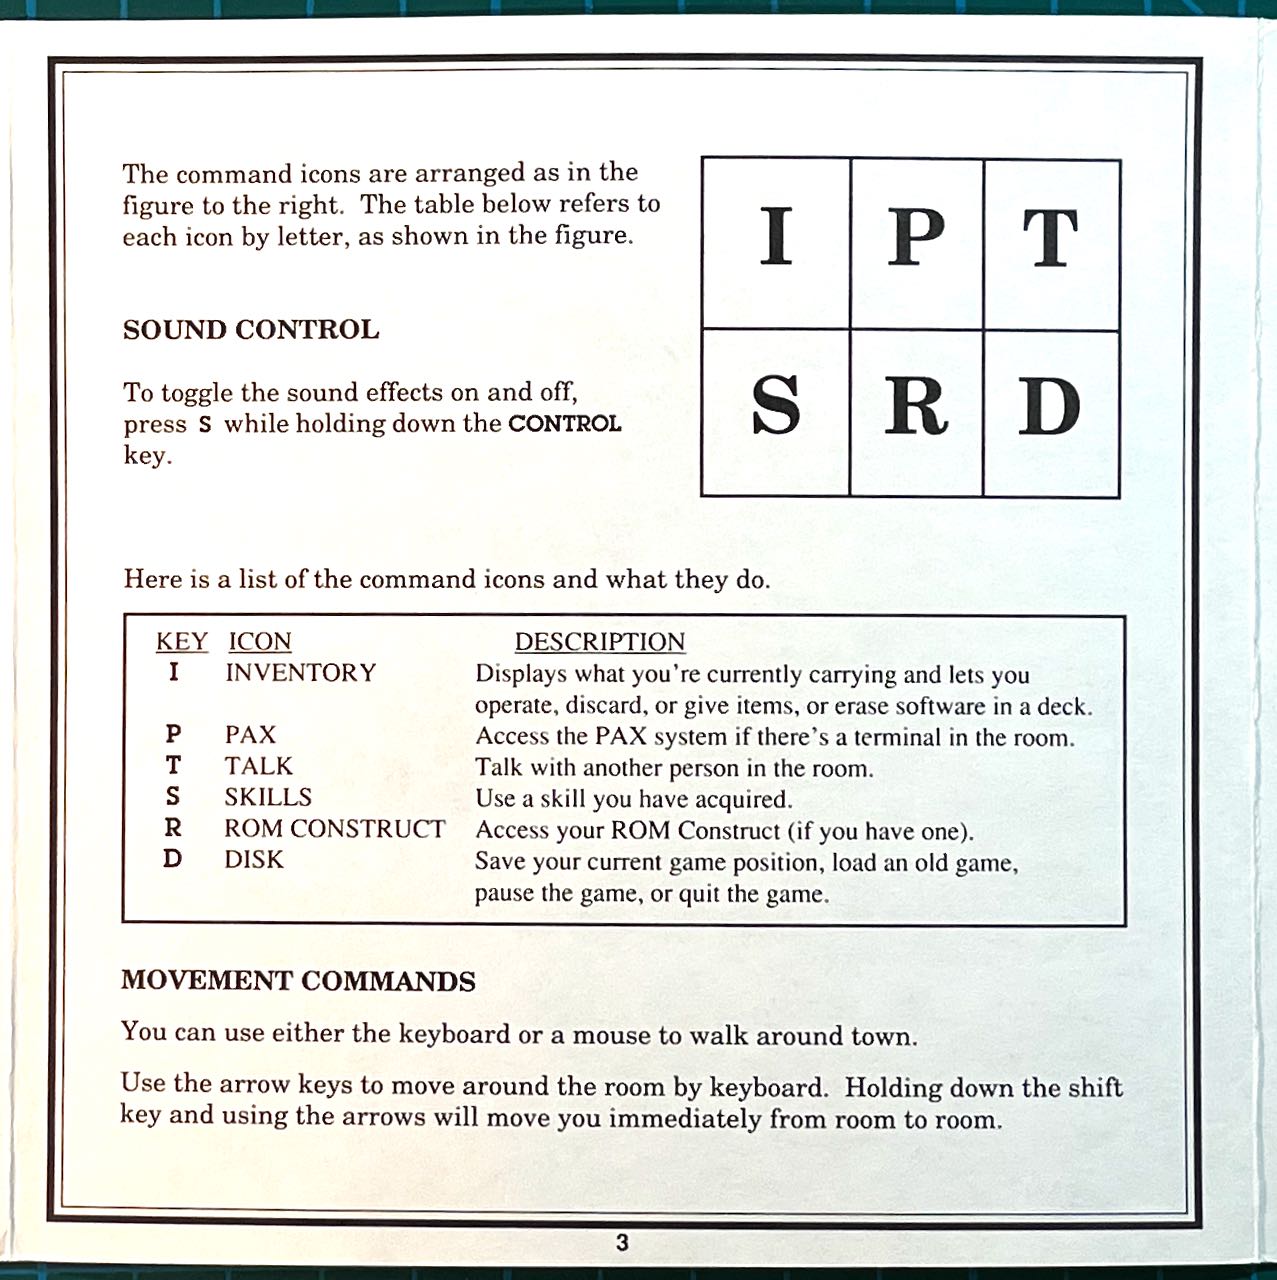 The command icons are arranged as in the
figure to the right. The table below refers to
each icon by letter, as shown in the figure.
I P T
S R D
SOUND CONTROL
To toggle the sound effects on and off,
press S while holding down the CONTROL
key.
Here is a list of the command icons and what they do.
KEY ICON DESCRIPTION
I INVENTORY Displays what you're currently carrying and lets you
operate, discard, or give items, or erase software in a deck.
P PAX Access the PAX system if there's a terminal in the room.
T TALK Talk with another person in the room.
S SKILLS Use a skill you have acquired.
R ROM CONSTRUCT Access your ROM Construct (if you have one).
D DISK Save your current game position, load an old game,
pause the game, or quit the game.
MOVEMENT COMMANDS
You can use either the keyboard or a mouse to walk around town.
Use the arrow keys to move around the room by keyboard. Holding down the shift
key and using the arrows will move you immediately from room to room.
3